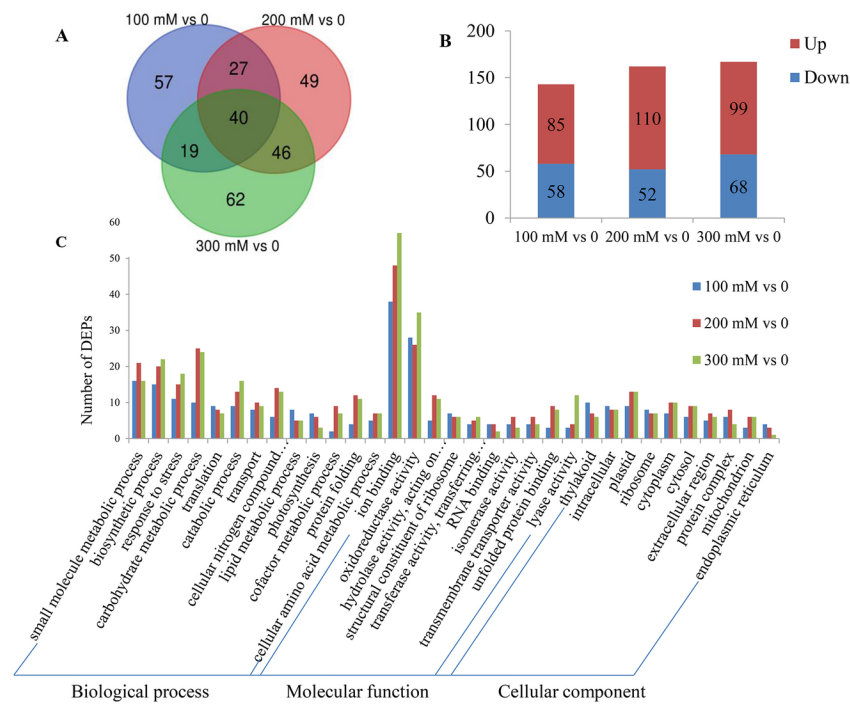 A
100 mM vs 0
200 mM vs 0
57
27
49
40
19
46
62
300 mM vs 0
B
200
150
100
50
0
85
110
99
58
52
68
100 mM vs 0
200 mM vs 0
300 mM vs 0
Up
Down
C
Number of DEPs
60
50
40
30
20
10
0
100 mM vs 0
200 mM vs 0
300 mM vs 0
small molecule metabolic process
biosynthetic process
response to stress
carbohydrate metabolic process
translation
catabolic process
transport
cellular nitrogen compound…
lipid metabolic process
photosynthesis
cofactor metabolic process
protein folding
cellular amino acid metabolic process
ion binding
oxidoreductase activity
hydrolase activity, acting on…
structural constituent of ribosome
transferase activity, transferring…
RNA binding
isomerase activity
transmembrane transporter activity
unfolded protein binding
lyase activity
thylakoid
intracellular
plastid
ribosome
cytoplasm
cytosol
extracellular region
protein complex
mitochondrion
endoplasmic reticulum
Biological process
Molecular function
Cellular component